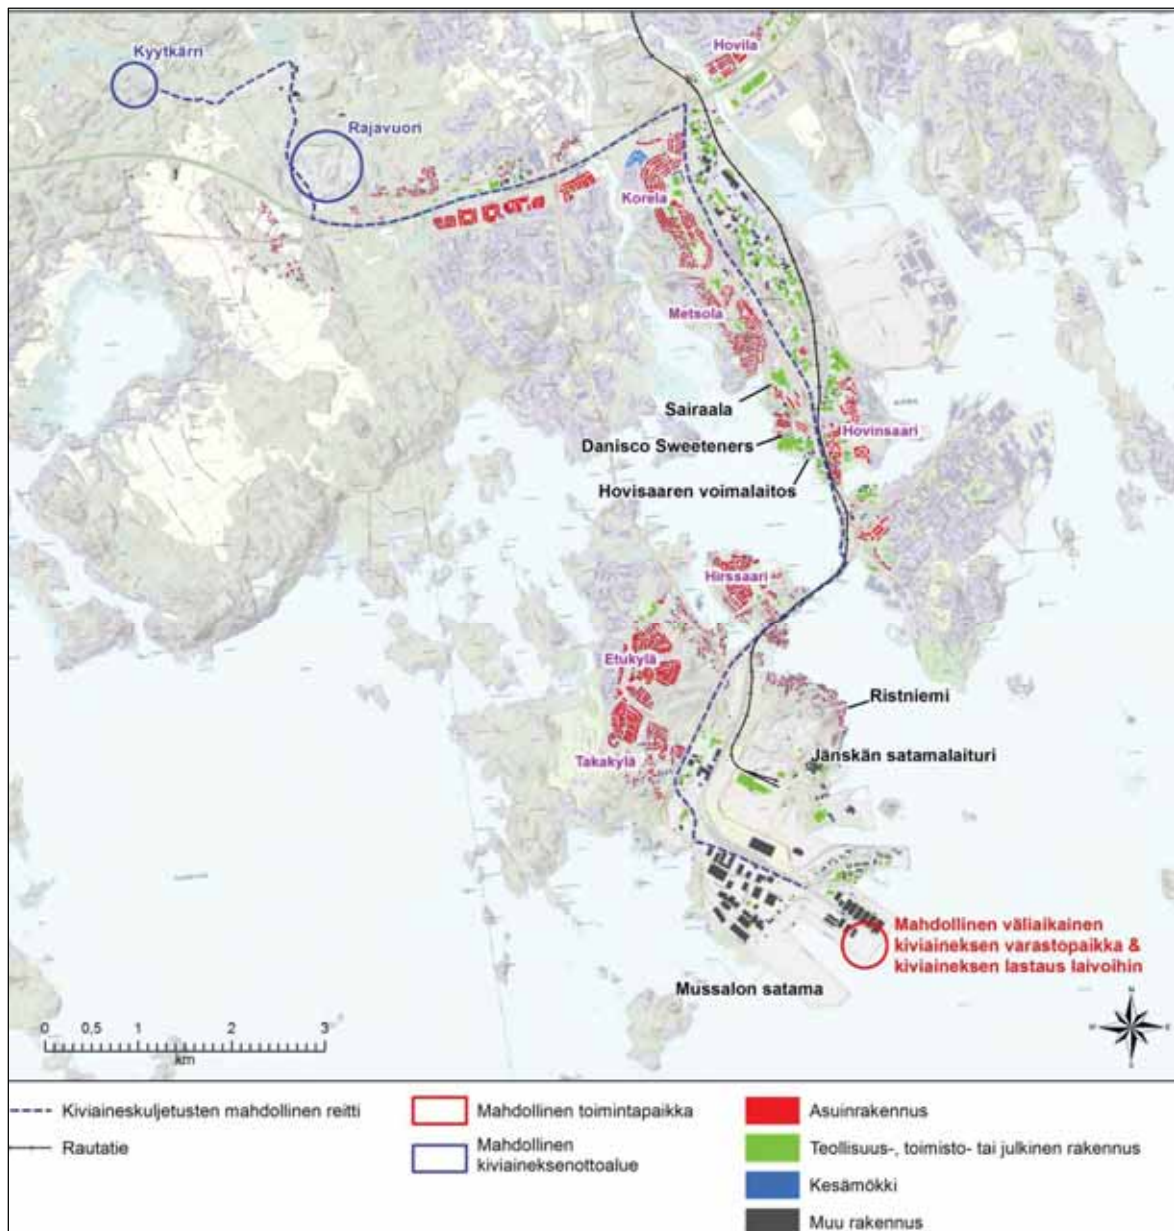 Hovila
Kyytkärri
Rajavuori
Korela
Metsola
Sairaala
Danisco Sweeteners
Hovinsaari
Hovisaaren voimalaitos
Hirssaari
Etukylä
Ristniemi
Takakylä
Jänskän satamalaituri
Mahdollinen väliaikainen
kiviaineksen varastopaikka &
kiviaineksen lastaus laivoihin
Mussalon satama
0 0,5 1 2 3
km
Kiviaineskuljetusten mahdollinen reitti
Rautatie
Mahdollinen toimintapaikka
Mahdollinen
kiviaineksenottoalue
Asuinrakennus
Teollisuus-, toimisto- tai julkinen rakennus
Kesämökki
Muu rakennus